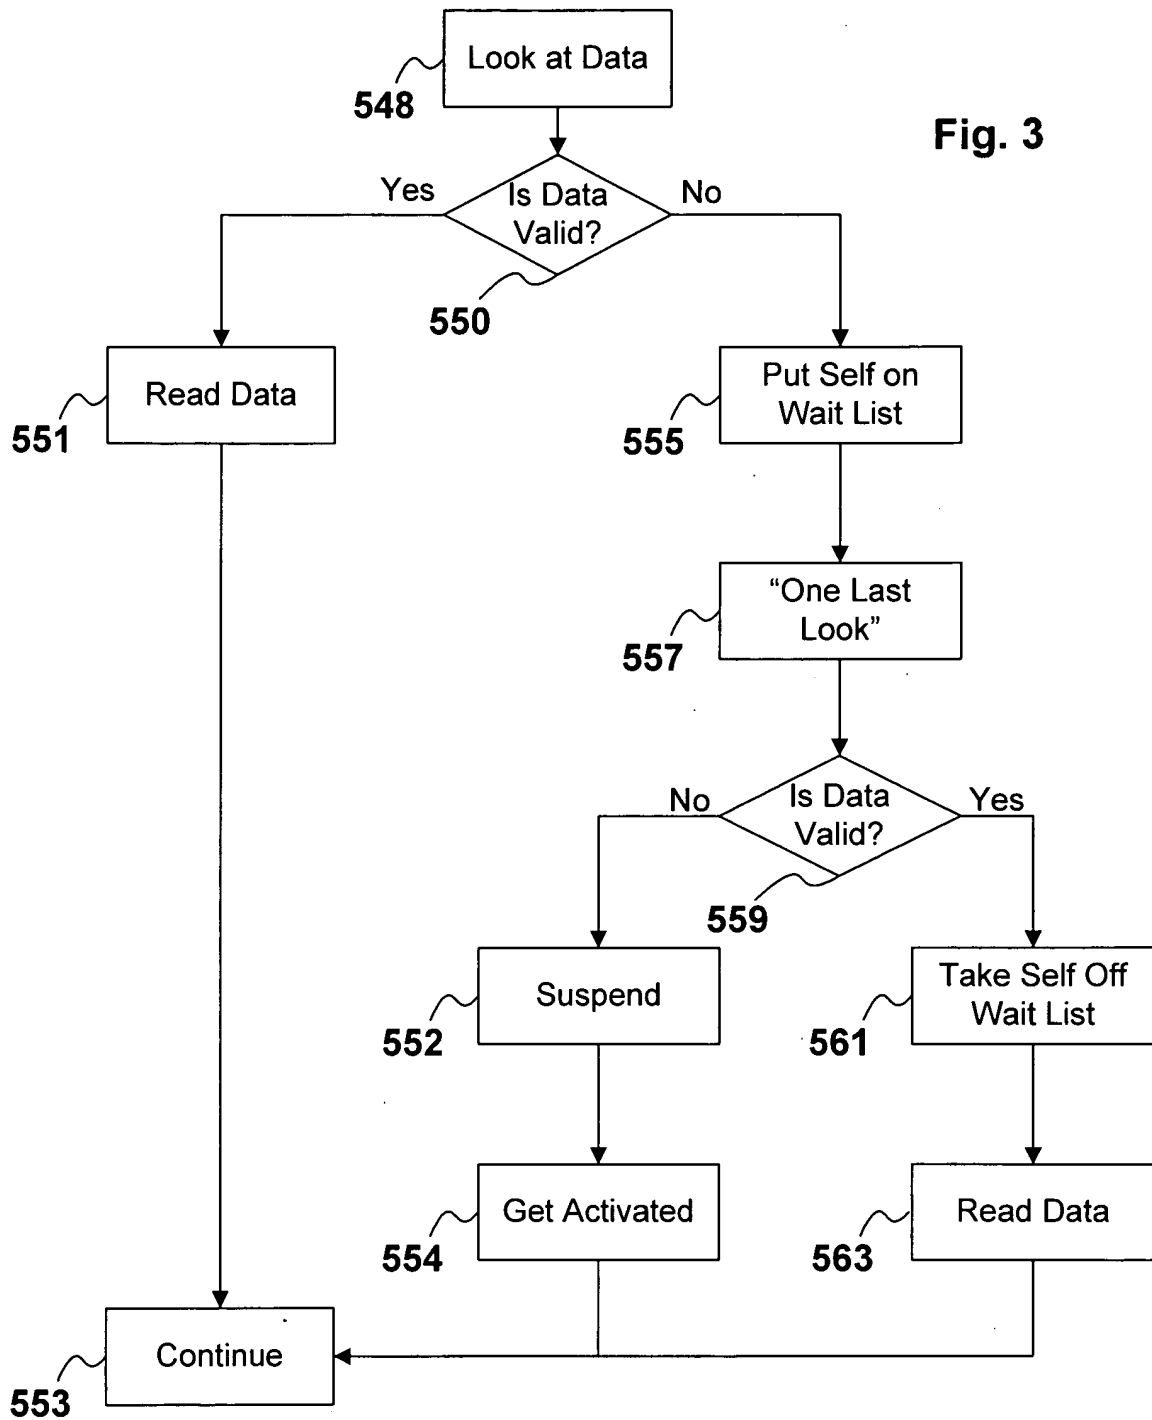 Look at Data
548
Fig. 3
Yes
Is Data
Valid?
No
550
Read Data
551
Put Self on
Wait List
555
“One Last
Look”
557
No
Is Data
Valid?
Yes
559
Suspend
552
Take Self Off
Wait List
561
Get Activated
554
Read Data
563
Continue
553